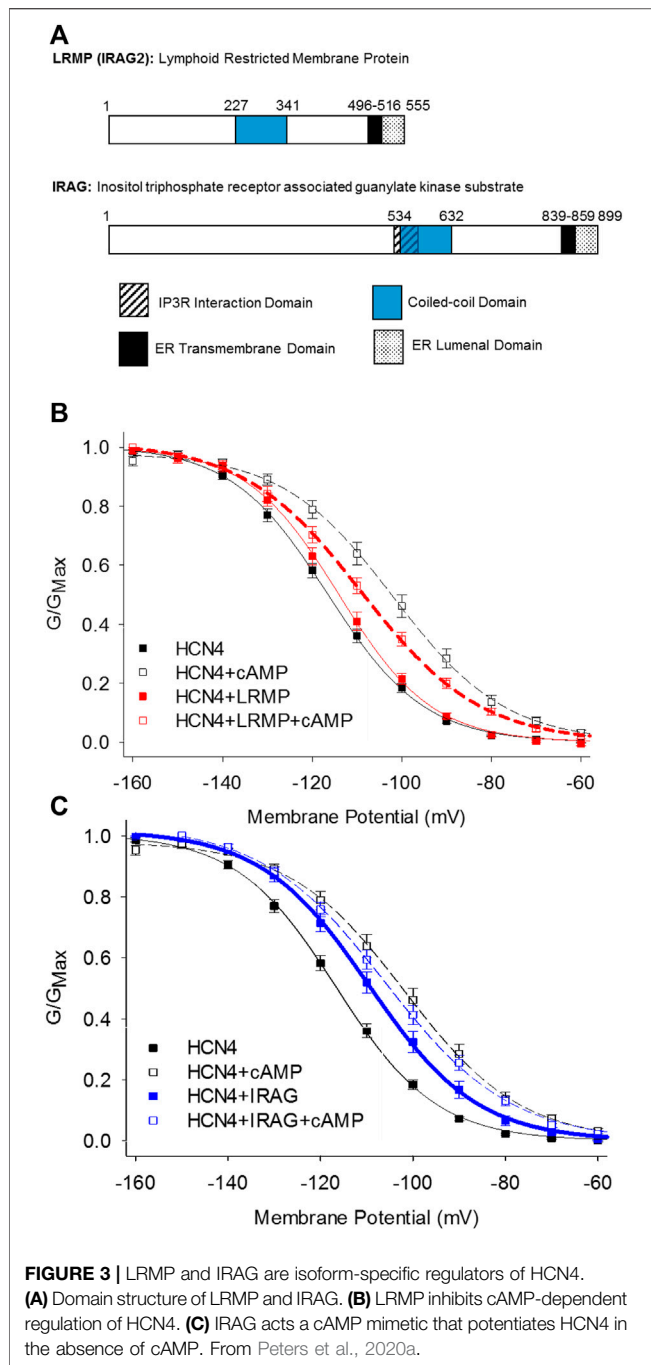 A
LRMP (IRAG2): Lymphoid Restricted Membrane Protein
1 227 341 496-516 555
IRAG: Inositol triphosphate receptor associated guanylate kinase substrate
1 534 632 839-859 899
IP3R Interaction Domain
Coiled-coil Domain
ER Transmembrane Domain
ER Lumenal Domain
B
1.0
0.8
0.6
0.4
0.2
0.0
G/GMax
HCN4
HCN4+cAMP
HCN4+LRMP
HCN4+LRMP+cAMP
-160 -140 -120 -100 -80 -60
Membrane Potential (mV)
C
1.0
0.8
0.6
0.4
0.2
0.0
G/GMax
HCN4
HCN4+cAMP
HCN4+IRAG
HCN4+IRAG+cAMP
-160 -140 -120 -100 -80 -60
Membrane Potential (mV)
FIGURE 3 | LRMP and IRAG are isoform-specific regulators of HCN4.
(A) Domain structure of LRMP and IRAG. (B) LRMP inhibits cAMP-dependent
regulation of HCN4. (C) IRAG acts a cAMP mimetic that potentiates HCN4 in
the absence of cAMP. From Peters et al., 2020a.